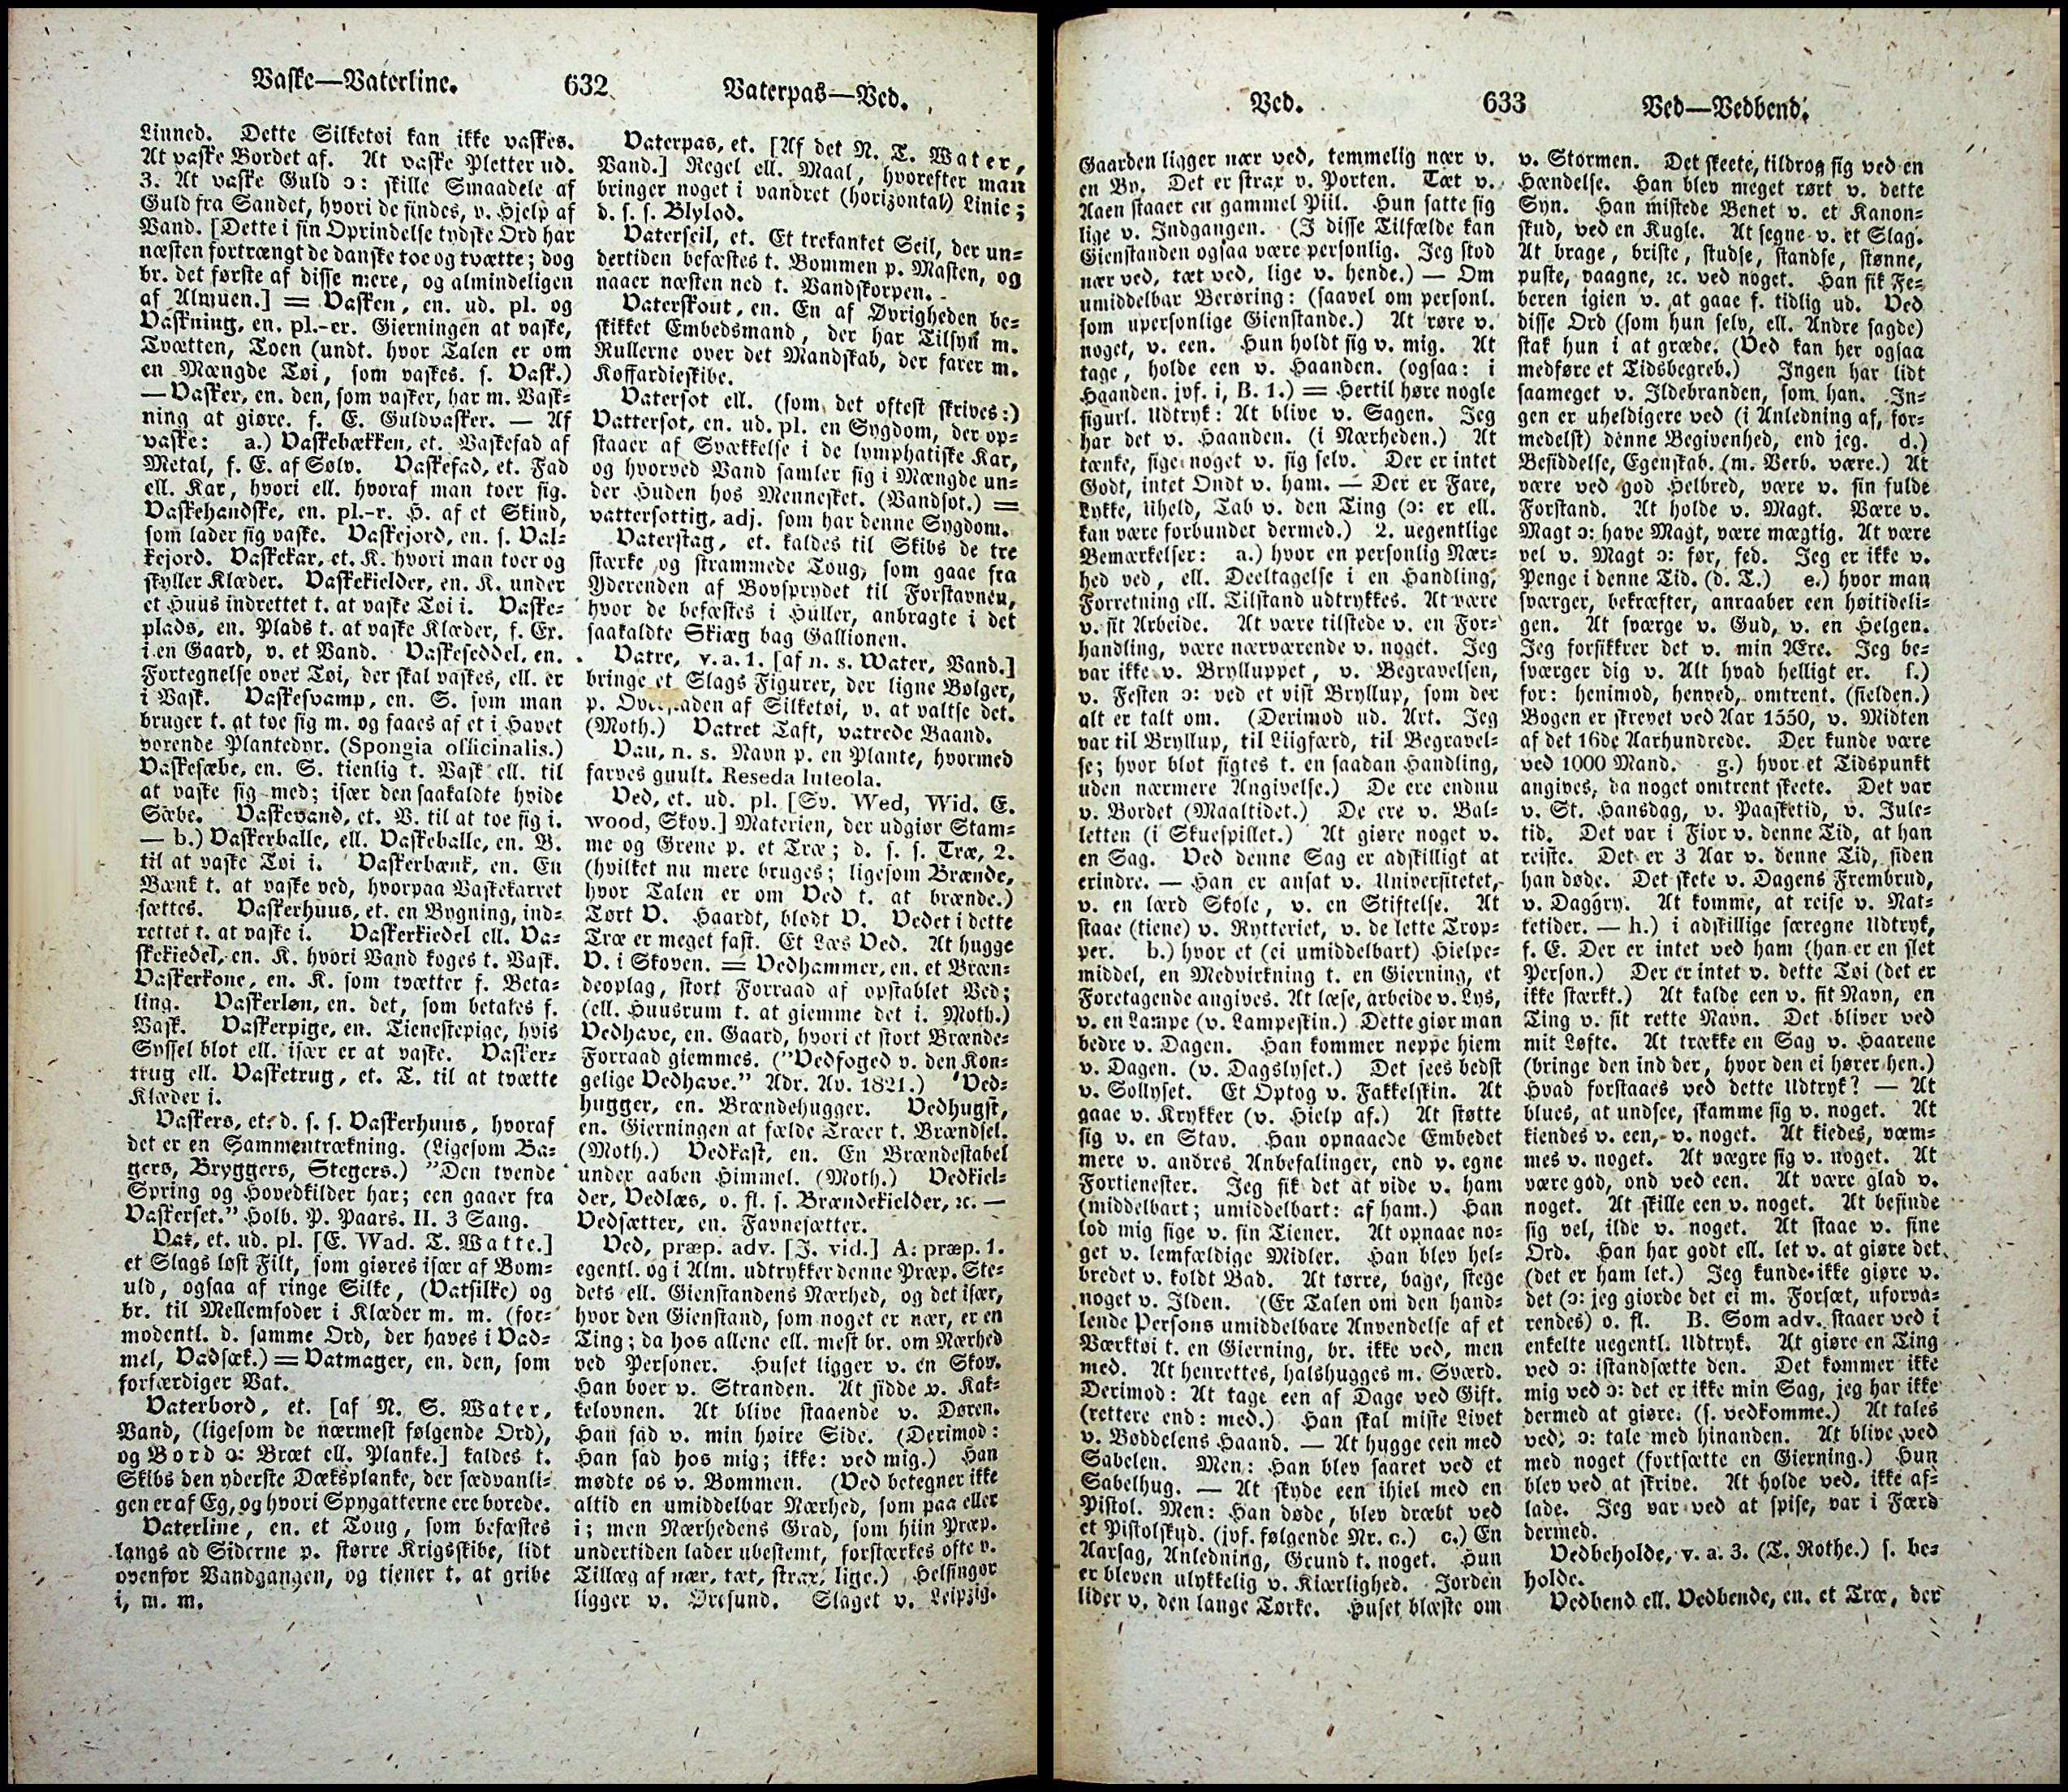 Vaske—Vaterline.
632
Vaterpas—Ved.
Linned. Dette Silketøi kan ikke vaskes.
At vaske Bordet af. At vaske Pletter ud.
3. At vaske Guld ɔ: skille Smaadele af
Guld fra Sandet, hvori de findes, v. Hjelp af
Vand. [Dette i sin Oprindelse tydske Ord har
næsten fortrængt de danske toe og tvætte; dog
br. det første af disse mere, og almindeligen
af Almuen.] = Vasken, en. ud. pl. og
Vaskning, en. pl.-er. Gierningen at vaske,
Tvætten, Toen (undt. hvor Talen er om
en Mængde Tøi, som vaskes. s. Vask.)
— Vasker, en. den, som vasker, har m. Vask-
ning at giøre. f. E. Guldvasker. — Af
vaske: a.) Vaskebækken, et. Vaskefad af
Metal, f. E. af Sølv. Vaskefad, et. Fad
ell. Kar, hvori ell. hvoraf man toer sig.
Vaskehandske, en. pl.-r. H. af et Skind,
som lader sig vaske. Vaskejord, en. s. Val-
kejord. Vaskekar, et. K. hvori man toer og
skyller Klæder. Vaskekielder, en. K. under
et Huus indrettet t. at vaske Tøi i. Vaske-
plads, en. Plads t. at vaske Klæder, f. Ex.
i en Gaard, v. et Vand. Vaskeseddel, en.
Fortegnelse over Tøi, der skal vaskes, ell. er
i Vask. Vaskesvamp, en. S. som man
bruger t. at toe sig m. og faaes af et i Havet
voxende Plantedyr. (Spongia officinalis.)
Vaskesæbe, en. S. tienlig t. Vask ell. til
at vaske sig med; især den saakaldte hvide
Sæbe. Vaskevand, et. V. til at toe sig i.
— b.) Vaskerballe, ell. Vaskeballe, en. B.
til at vaske Tøi i. Vaskerbænk, en. En
Bænk t. at vaske ved, hvorpaa Vaskekarret
sættes. Vaskerhuus, et. en Bygning, ind-
rettet t. at vaske i. Vaskerkiedel ell. Va-
skekiedel, en. K. hvori Vand koges t. Vask.
Vaskerkone, en. K. som tvætter f. Beta-
ling. Vaskerløn, en. det, som betales f.
Vask. Vaskerpige, en. Tienestepige, hvis
Syssel blot ell. især er at vaske. Vasker-
trug ell. Vasketrug, et. T. til at tvætte
Klæder i.
Vaskers, et. d. s. s. Vaskerhuus, hvoraf
det er en Sammentrækning. (Ligesom Ba-
gers, Bryggers, Stegers.) "Den tvende
Spring og Hovedkilder har; een gaaer fra
Vaskerset." Holb. P. Paars. II. 3 Sang.
Vat, et. ud. pl. [E. Wad. T. Watte.]
et Slags løst Filt, som giøres især af Bom-
uld, ogsaa af ringe Silke, (Vatsilke) og
br. til Mellemfoder i Klæder m. m. (for-
modentl. d. samme Ord, der haves i Vad-
mel, Vadsæk.) = Vatmager, en. den, som
forfærdiger Vat.
Vaterbord, et. [af N. S. Water,
Vand, (ligesom de nærmest følgende Ord),
og Bord ɔ: Bræt ell. Planke.] kaldes t.
Skibs den yderste Dæksplanke, der sædvanli-
gen er af Eg, og hvori Spygatterne ere borede.
Vaterline, en. et Toug, som befæstes
langs ad Siderne p. større Krigsskibe, lidt
ovenfor Vandgangen, og tiener t. at gribe
i, m. m.
Vaterpas, et. [Af det N. T. Water,
Vand.] Regel ell. Maal, hvorefter man
bringer noget i vandret (horizontal) Linie;
d. s. s. Blylod.
Vaterseil, et. Et trekantet Seil, der un-
dertiden befæstes t. Bommen p. Masten, og
naaer næsten ned t. Vandskorpen.
Vaterskout, en. En af Øvrigheden be-
skikket Embedsmand, der har Tilsyn m.
Rullerne over det Mandskab, der farer m.
Koffardieskibe.
Vatersot ell. (som det oftest skrives:)
Vattersot, en. ud. pl. en Sygdom, der op-
staaer af Svækkelse i de lymphatiske Kar,
og hvorved Vand samler sig i Mængde un-
der Huden hos Mennesket. (Vandsot.) =
vattersottig, adj. som har denne Sygdom.
Vaterstag, et. kaldes til Skibs de tre
stærke og strammede Toug, som gaae fra
Yderenden af Bovsprydet til Forstavnen,
hvor de befæstes i Huller, anbragte i det
saakaldte Skiæg bag Gallionen.
Vatre, v. a. 1. [af n. s. Water, Vand.]
bringe et Slags Figurer, der ligne Bølger,
p. Overfladen af Silketøi, v. at valtse det.
(Moth.) Vatret Taft, vatrede Baand.
Vau, n. s. Navn p. en Plante, hvormed
farves guult. Reseda luteola.
Ved, et. ud. pl. [Sv. Wed, Wid. E.
wood, Skov.] Materien, der udgiør Stam-
me og Grene p. et Træ; d. s. s. Træ, 2.
(hvilket nu mere bruges; ligesom Brænde,
hvor Talen er om Ved t. at brænde.)
Tørt V. Haardt, blødt V. Vedet i dette
Træ er meget fast. Et Læs Ved. At hugge
V. i Skoven. = Vedhammer, en. et Bræn-
deoplag, stort Forraad af opstablet Ved;
(ell. Huusrum t. at giemme det i. Moth.)
Vedhave, en. Gaard, hvori et stort Brænde-
Forraad giemmes. ("Vedfoged v. den Kon-
gelige Vedhave." Adr. Av. 1821.) Ved-
hugger, en. Brændehugger. Vedhugst,
en. Gierningen at fælde Træer t. Brændsel.
(Moth.) Vedkast, en. En Brændestabel
under aaben Himmel. (Moth.) Vedkiel-
der, Vedlæs, o. fl. s. Brændekielder, ꝛc. —
Vedsætter, en. Favnesætter.
Ved, præp. adv. [I. vid.] A: præp. 1.
egentl. og i Alm. udtrykker denne Præp. Ste-
dets ell. Gienstandens Nærhed, og det især,
hvor den Gienstand, som noget er nær, er en
Ting; da hos allene ell. mest br. om Nærhed
ved Personer. Huset ligger v. en Skov.
Han boer v. Stranden. At sidde v. Kak-
kelovnen. At blive staaende v. Døren.
Han sad v. min høire Side. (Derimod:
Han sad hos mig; ikke: ved mig.) Han
mødte os v. Bommen. (Ved betegner ikke
altid en umiddelbar Nærhed, som paa eller
i; men Nærhedens Grad, som hiin Præp.
undertiden lader ubestemt, forstærkes ofte v.
Tillæg af nær, tæt, strax, lige.) Helsingør
ligger v. Øresund. Slaget v. Leipzig.
Ved.
633
Ved—Vedbend.
Gaarden ligger nær ved, temmelig nær v.
en By. Det er strax v. Porten. Tæt v.
Aaen staaer en gammel Piil. Hun satte sig
lige v. Indgangen. (I disse Tilfælde kan
Gienstanden ogsaa være personlig. Jeg stod
nær ved, tæt ved, lige v. hende.) — Om
umiddelbar Berøring: (saavel om personl.
som upersonlige Gienstande.) At røre v.
noget, v. een. Hun holdt sig v. mig. At
tage, holde een v. Haanden. (ogsaa: i
Haanden. jvf. i, B. 1.) = Hertil høre nogle
figurl. Udtryk: At blive v. Sagen. Jeg
har det v. Haanden. (i Nærheden.) At
tænke, sige noget v. sig selv. Der er intet
Godt, intet Ondt v. ham. — Der er Fare,
Lykke, Uheld, Tab v. den Ting (ɔ: er ell.
kan være forbundet dermed.) 2. uegentlige
Bemærkelser: a.) hvor en personlig Nær-
hed ved, ell. Deeltagelse i en Handling,
Forretning ell. Tilstand udtrykkes. At være
v. sit Arbeide. At være tilstede v. en For-
handling, være nærværende v. noget. Jeg
var ikke v. Brylluppet, v. Begravelsen,
v. Festen ɔ: ved et vist Bryllup, som der
alt er talt om. (Derimod ud. Art. Jeg
var til Bryllup, til Liigfærd, til Begravel-
se; hvor blot sigtes t. en saadan Handling,
uden nærmere Angivelse.) De ere endnu
v. Bordet (Maaltidet.) De ere v. Bal-
letten (i Skuespillet.) At giøre noget v.
en Sag. Ved denne Sag er adskilligt at
erindre. — Han er ansat v. Universitetet,
v. en lærd Skole, v. en Stiftelse. At
staae (tiene) v. Rytteriet, v. de lette Trop-
per. b.) hvor et (ei umiddelbart) Hielpe-
middel, en Medvirkning t. en Gierning, et
Foretagende angives. At læse, arbeide v. Lys,
v. en Lampe (v. Lampeskin.) Dette giør man
bedre v. Dagen. Han kommer neppe hiem
v. Dagen. (v. Dagslyset.) Det sees bedst
v. Sollyset. Et Optog v. Fakkelskin. At
gaae v. Krykker (v. Hielp af.) At støtte
sig v. en Stav. Han opnaaede Embedet
mere v. andres Anbefalinger, end v. egne
Fortienester. Jeg fik det at vide v. ham
(middelbart; umiddelbart: af ham.) Han
lod mig sige v. sin Tiener. At opnaae no-
get v. lemfældige Midler. Han blev hel-
bredet v. koldt Bad. At tørre, bage, stege
noget v. Ilden. (Er Talen om den hand-
lende Persons umiddelbare Anvendelse af et
Værktøi t. en Gierning, br. ikke ved, men
med. At henrettes, halshugges m. Sværd.
Derimod: At tage een af Dage ved Gift.
(rettere end: med.) Han skal miste Livet
v. Bøddelens Haand. — At hugge een med
Sabelen. Men: Han blev saaret ved et
Sabelhug. — At skyde een ihiel med en
Pistol. Men: Han døde, blev dræbt ved
et Pistolskud. (jvf. følgende Nr. c.) c.) En
Aarsag, Anledning, Grund t. noget. Hun
er bleven ulykkelig v. Kiærlighed. Jorden
lider v. den lange Tørke. Huset blæste om
v. Stormen. Det skeete, tildrog sig ved en
Hændelse. Han blev meget rørt v. dette
Syn. Han mistede Benet v. et Kanon-
skud, ved en Kugle. At segne v. et Slag.
At brage, briste, studse, standse, stønne,
puste, vaagne, ꝛc. ved noget. Han fik Fe-
beren igien v. at gaae f. tidlig ud. Ved
disse Ord (som hun selv, ell. Andre sagde)
stak hun i at græde. (Ved kan her ogsaa
medføre et Tidsbegreb.) Ingen har lidt
saameget v. Ildebranden, som han. In-
gen er uheldigere ved (i Anledning af, for-
medelst) denne Begivenhed, end jeg. d.)
Besiddelse, Egenskab. (m. Verb. være.) At
være ved god Helbred, være v. sin fulde
Forstand. At holde v. Magt. Være v.
Magt ɔ: have Magt, være mægtig. At være
vel v. Magt ɔ: før, fed. Jeg er ikke v.
Penge i denne Tid. (d. T.) e.) hvor man
sværger, bekræfter, anraaber een høitideli-
gen. At sværge v. Gud, v. en Helgen.
Jeg forsikkrer det v. min Ære. Jeg be-
sværger dig v. Alt hvad helligt er. f.)
for: henimod, henved, omtrent. (sielden.)
Bogen er skrevet ved Aar 1550, v. Midten
af det 16de Aarhundrede. Der kunde være
ved 1000 Mand. g.) hvor et Tidspunkt
angives, da noget omtrent skeete. Det var
v. St. Hansdag, v. Paasketid, v. Jule-
tid. Det var i Fior v. denne Tid, at han
reiste. Det er 3 Aar v. denne Tid, siden
han døde. Det skete v. Dagens Frembrud,
v. Daggry. At komme, at reise v. Nat-
tetider. — h.) i adskillige særegne Udtryk,
f. E. Der er intet ved ham (han er en slet
Person.) Der er intet v. dette Tøi (det er
ikke stærkt.) At kalde een v. sit Navn, en
Ting v. sit rette Navn. Det bliver ved
mit Løfte. At trække en Sag v. Haarene
(bringe den ind der, hvor den ei hører hen.)
Hvad forstaaes ved dette Udtryk? — At
blues, at undsee, skamme sig v. noget. At
kiendes v. een, v. noget. At kiedes, væm-
mes v. noget. At vægre sig v. noget. At
være god, ond ved een. At være glad v.
noget. At skille een v. noget. At befinde
sig vel, ilde v. noget. At staae v. sine
Ord. Han har godt ell. let v. at giøre det
(det er ham let.) Jeg kunde ikke giøre v.
det (ɔ: jeg giorde det ei m. Forsæt, uforva-
rendes) o. fl. B. Som adv. staaer ved i
enkelte uegentl. Udtryk. At giøre en Ting
ved ɔ: istandsætte den. Det kommer ikke
mig ved ɔ: det er ikke min Sag, jeg har ikke
dermed at giøre. (s. vedkomme.) At tales
ved; ɔ: tale med hinanden. At blive ved
med noget (fortsætte en Gierning.) Hun
blev ved at skrive. At holde ved, ikke af-
lade. Jeg var ved at spise, var i Færd
dermed.
Vedbeholde, v. a. 3. (T. Rothe.) s. be-
holde.
Vedbend ell. Vedbende, en. et Træ, der